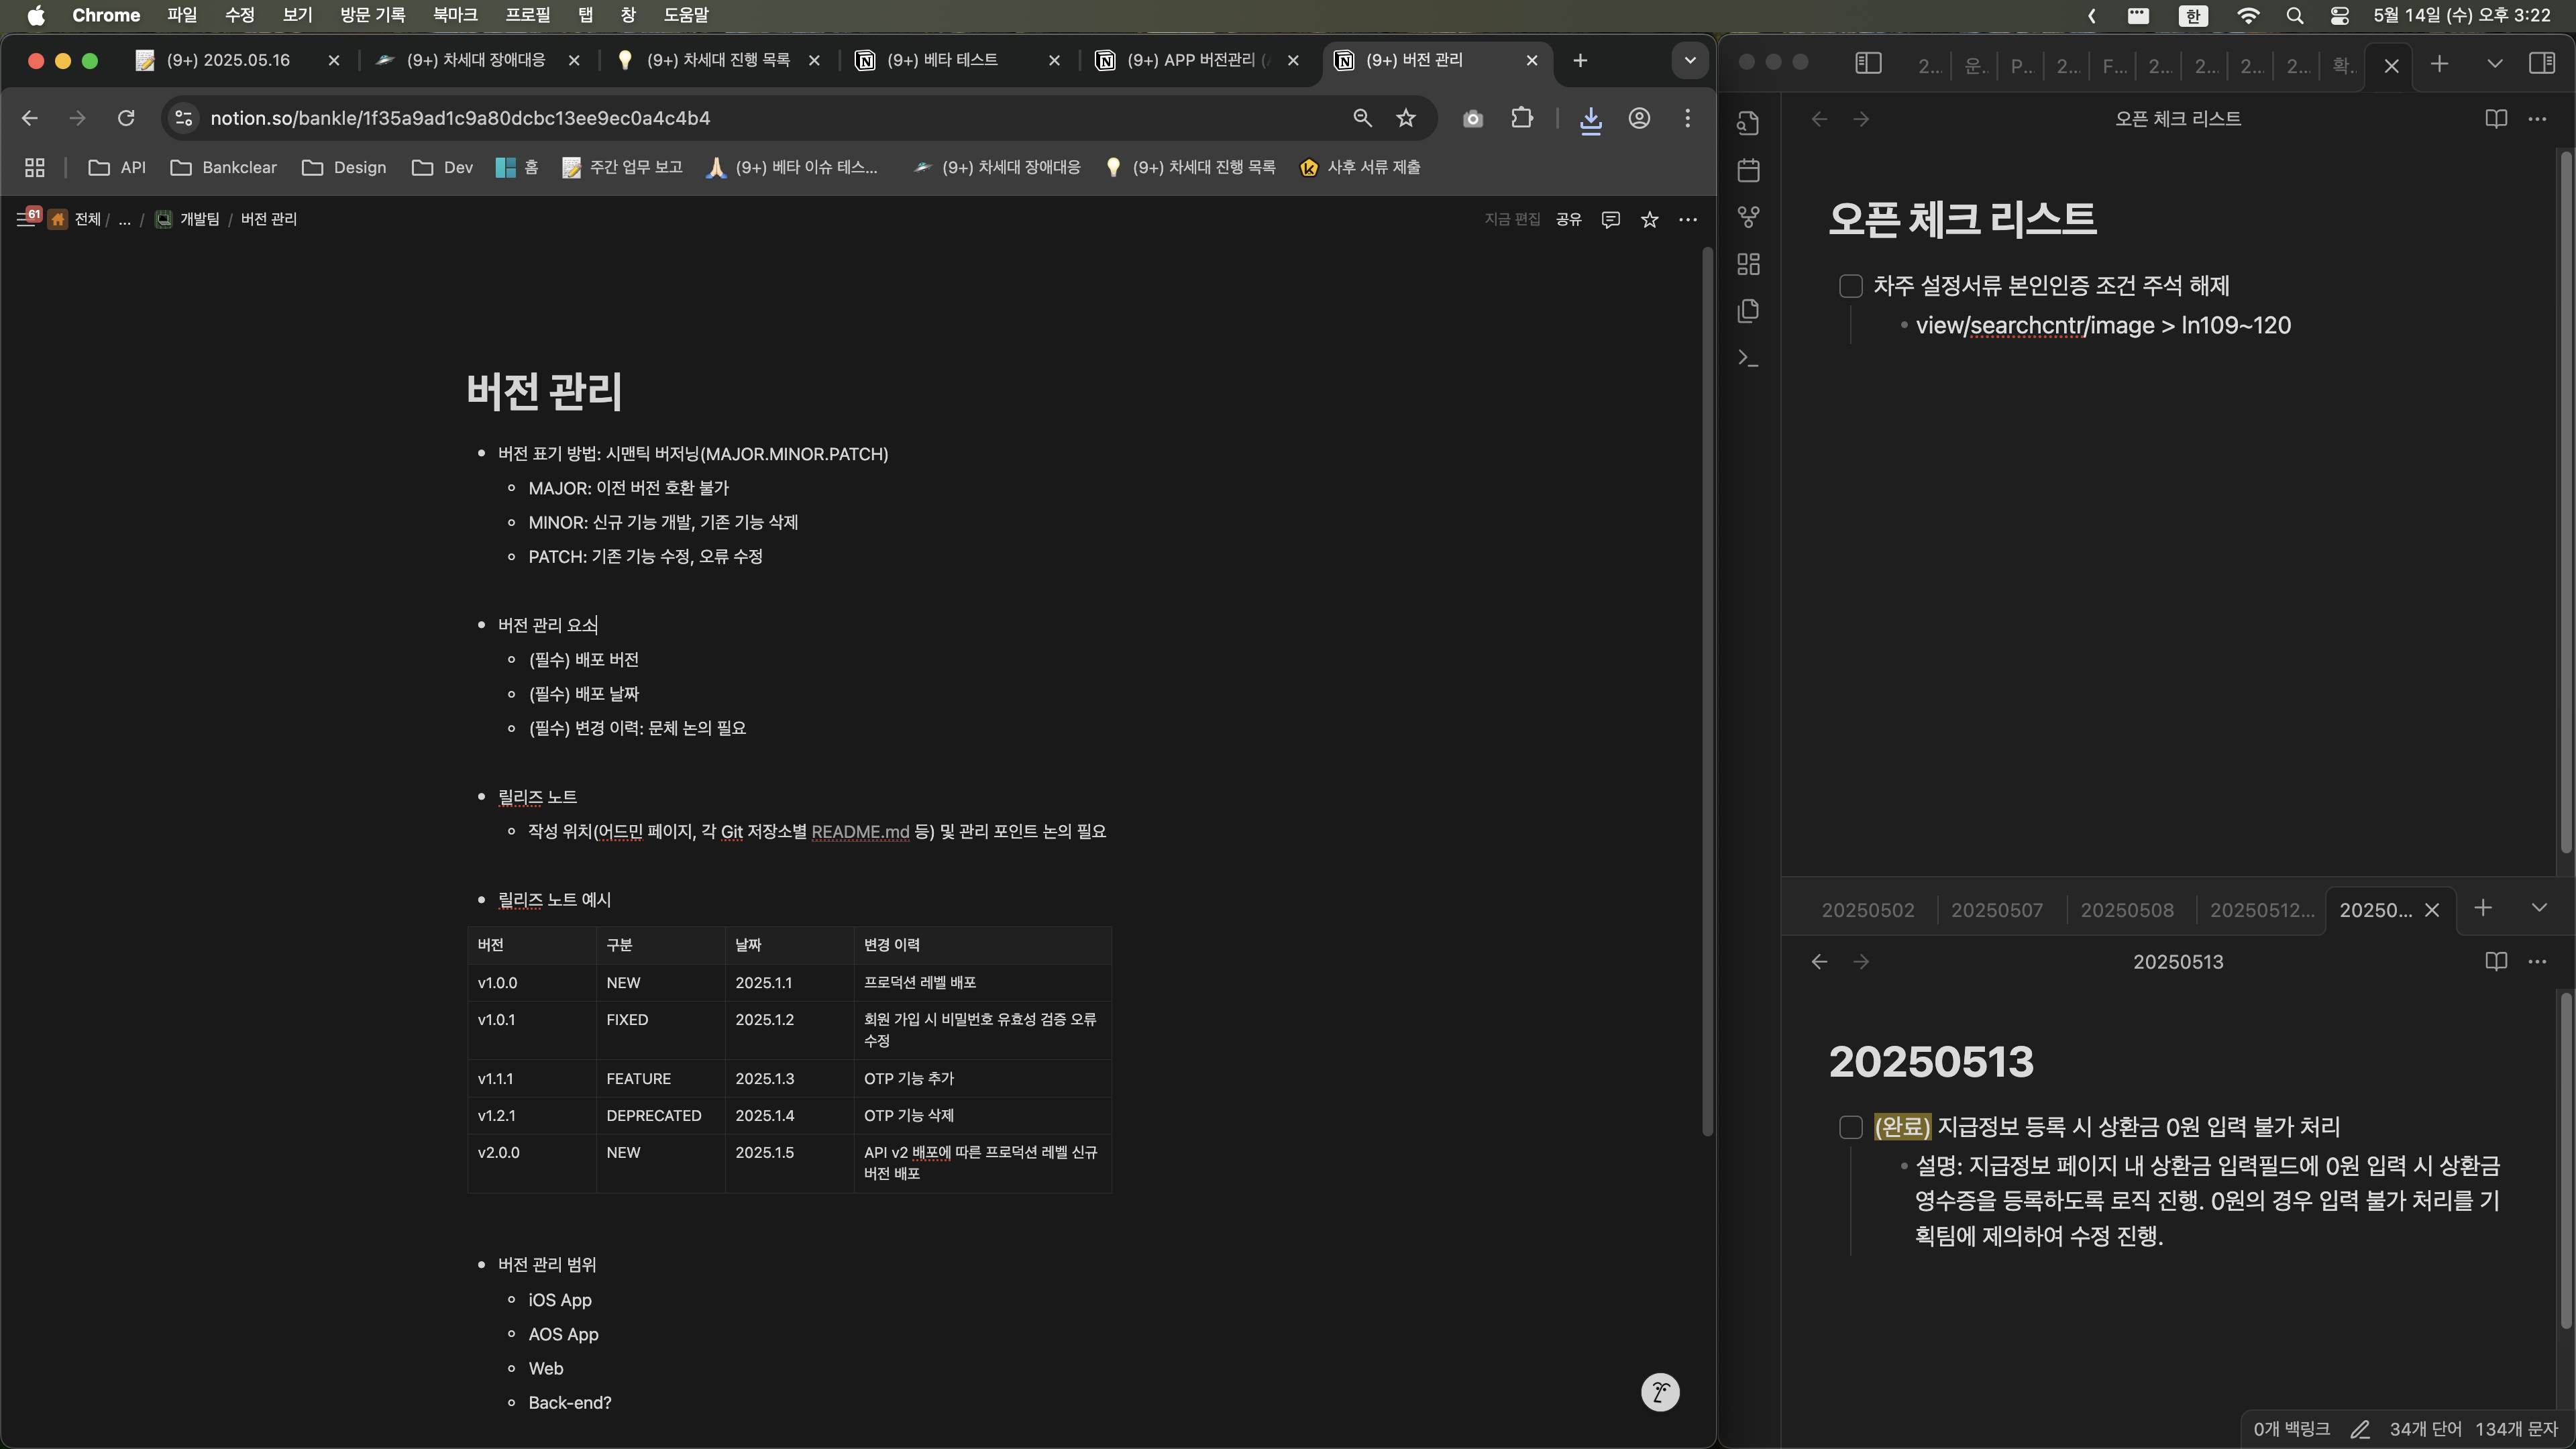 Chrome 파일 수정 보기 방문 기록 북마크 프로필 탭 창 도움말
한 5월 14일 (수) 오후 3:22
(9+) 2025.05.16
(9+) 차세대 장애대응
(9+) 차세대 진행 목록
(9+) 베타 테스트
(9+) APP 버전관리 (
(9+) 버전 관리
notion.so/bankle/1f35a9ad1c9a80dcbc13ee9ec0a4c4b4
API
Bankclear
Design
Dev
홈
주간 업무 보고
(9+) 베타 이슈 테스...
(9+) 차세대 장애대응
(9+) 차세대 진행 목록
사후 서류 제출
61 전체 / ... / 개발팀 / 버전 관리
지금 편집 공유
버전 관리
버전 표기 방법: 시맨틱 버저닝(MAJOR.MINOR.PATCH)
MAJOR: 이전 버전 호환 불가
MINOR: 신규 기능 개발, 기존 기능 삭제
PATCH: 기존 기능 수정, 오류 수정
버전 관리 요소
(필수) 배포 버전
(필수) 배포 날짜
(필수) 변경 이력: 문체 논의 필요
릴리즈 노트
작성 위치(어드민 페이지, 각 Git 저장소별 README.md 등) 및 관리 포인트 논의 필요
릴리즈 노트 예시
버전 구분 날짜 변경 이력
v1.0.0 NEW 2025.1.1 프로덕션 레벨 배포
v1.0.1 FIXED 2025.1.2 회원 가입 시 비밀번호 유효성 검증 오류
수정
v1.1.1 FEATURE 2025.1.3 OTP 기능 추가
v1.2.1 DEPRECATED 2025.1.4 OTP 기능 삭제
v2.0.0 NEW 2025.1.5 API v2 배포에 따른 프로덕션 레벨 신규
버전 배포
버전 관리 범위
iOS App
AOS App
Web
Back-end?
2... 운.. P... 2... F... 2... 2... 2... 2... 확..
오픈 체크 리스트
오픈 체크 리스트
차주 설정서류 본인인증 조건 주석 해제
view/searchcntr/image > ln109~120
20250502 20250507 20250508 20250512... 20250...
20250513
20250513
(완료) 지급정보 등록 시 상환금 0원 입력 불가 처리
설명: 지급정보 페이지 내 상환금 입력필드에 0원 입력 시 상환금
영수증을 등록하도록 로직 진행. 0원의 경우 입력 불가 처리를 기
획팀에 제의하여 수정 진행.
0개 백링크 34개 단어 134개 문자